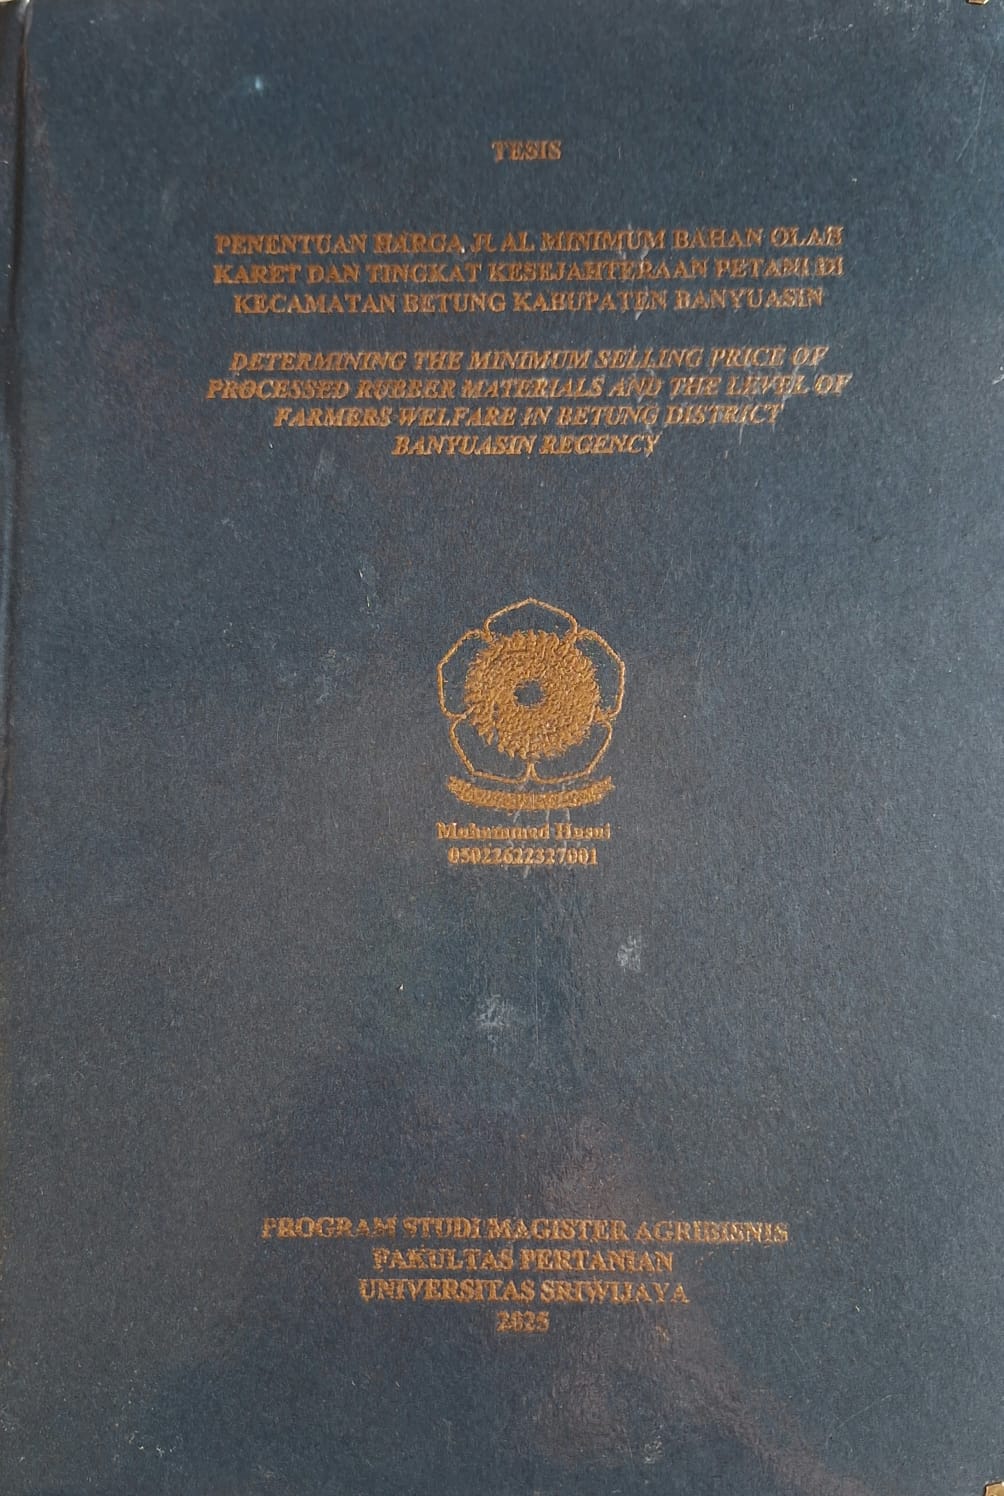 TESIS
PENENTUAN HARGA JUAL MINIMUM BAHAN OLAH
KARET DAN TINGKAT KESEJAHTERAAN PETANI DI
KECAMATAN BETUNG KABUPATEN BANYUASIN
DETERMINING THE MINIMUM SELLING PRICE OF
PROCESSED RUBBER MATERIALS AND THE LEVEL OF
FARMERS WELFARE IN BETUNG DISTRICT
BANYUASIN REGENCY
Muhammad Husni
05022622327001
PROGRAM STUDI MAGISTER AGRIBISNIS
FAKULTAS PERTANIAN
UNIVERSITAS SRIWIJAYA
2025